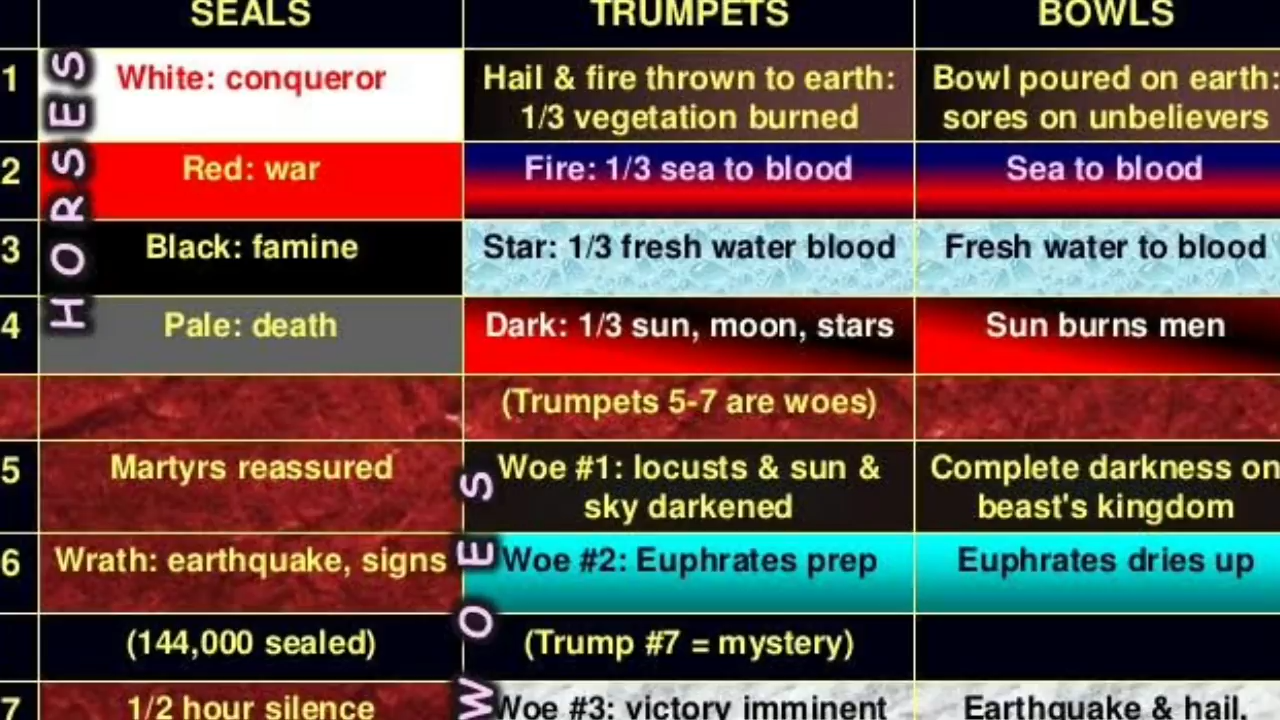 SEALS TRUMPETS BOWLS
HORSES
1 White: conqueror Hail & fire thrown to earth: Bowl poured on earth:
1/3 vegetation burned sores on unbelievers
2 Red: war Fire: 1/3 sea to blood Sea to blood
3 Black: famine Star: 1/3 fresh water blood Fresh water to blood
4 Pale: death Dark: 1/3 sun, moon, stars Sun burns men
(Trumpets 5-7 are woes)
WOES
5 Martyrs reassured Woe #1: locusts & sun & Complete darkness on
sky darkened beast's kingdom
6 Wrath: earthquake, signs Woe #2: Euphrates prep Euphrates dries up
(144,000 sealed) (Trump #7 = mystery)
7 1/2 hour silence Woe #3: victory imminent Earthquake & hail.